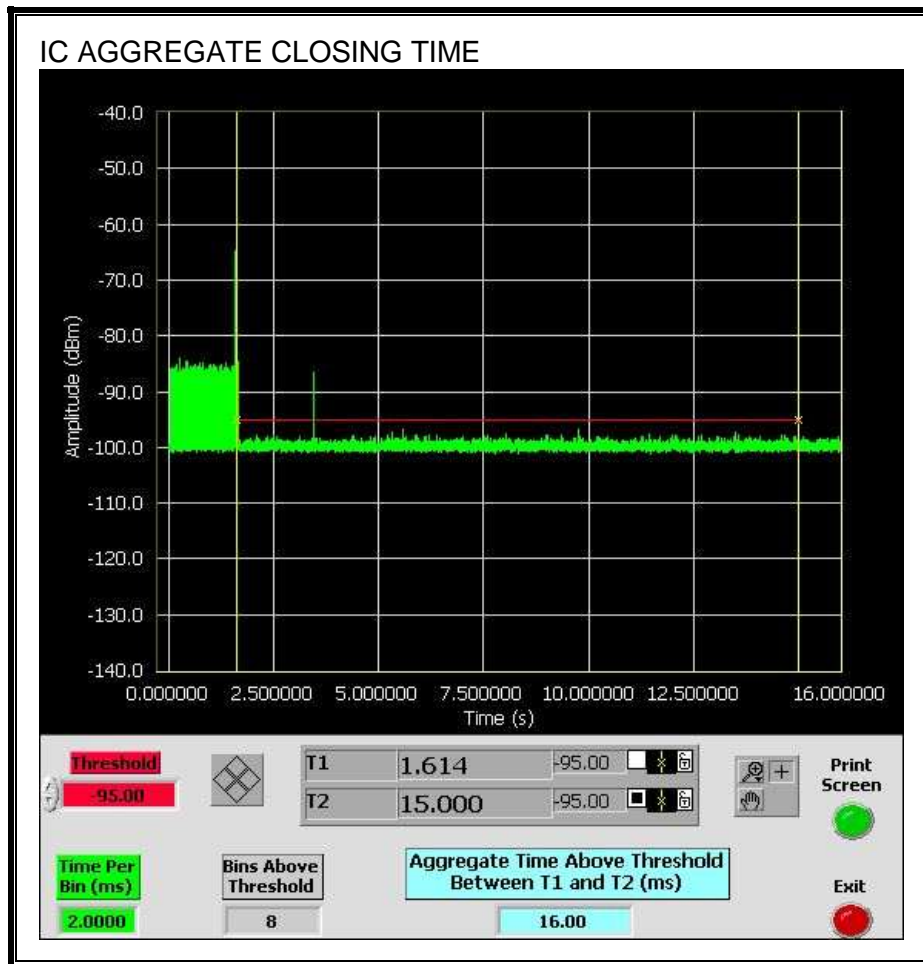 IC AGGREGATE CLOSING TIME
-40.0
-50.0
-60.0
-70.0
-80.0
-90.0
-100.0
-110.0
-120.0
-130.0
-140.0
Amplitude (dBm)
0.000000 2.500000 5.000000 7.500000 10.000000 12.500000 16.000000
Time (s)
Threshold
-95.00
T1 1.614 -95.00
T2 15.000 -95.00
Print
Screen
Time Per
Bin (ms)
2.0000
Bins Above
Threshold
8
Aggregate Time Above Threshold
Between T1 and T2 (ms)
16.00
Exit